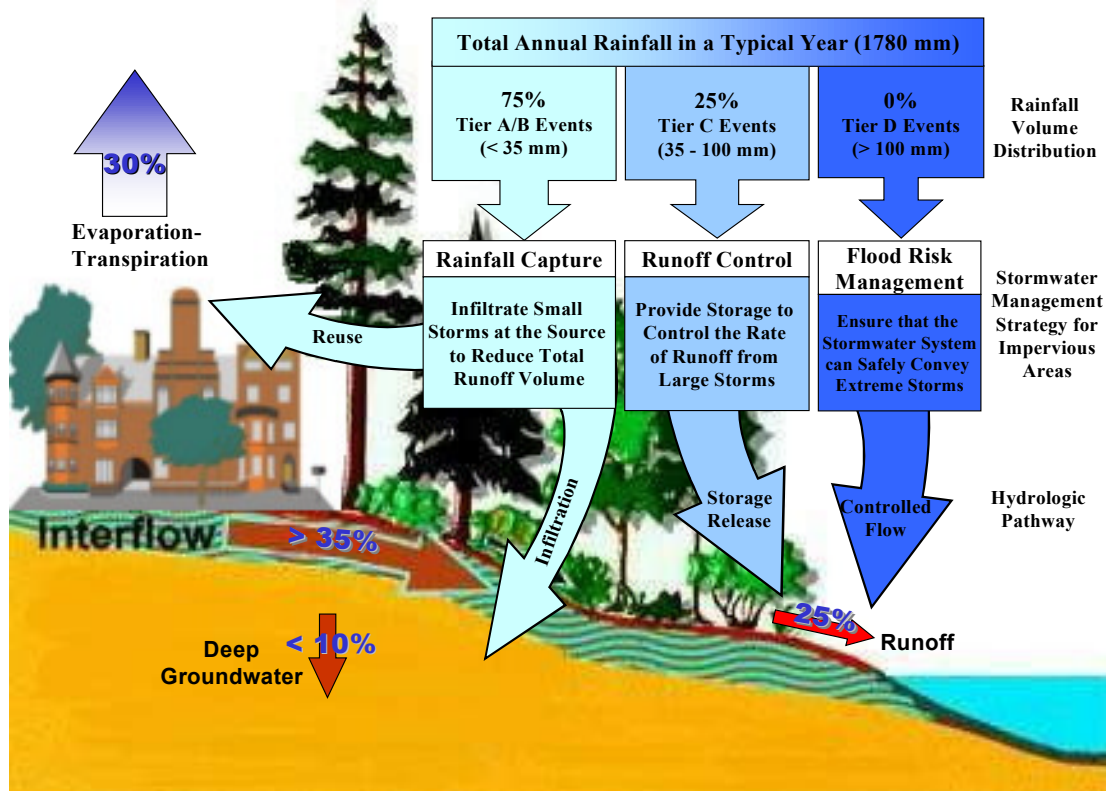 Total Annual Rainfall in a Typical Year (1780 mm)
75%
Tier A/B Events
(< 35 mm)
25%
Tier C Events
(35 - 100 mm)
0%
Tier D Events
(> 100 mm)
Rainfall
Volume
Distribution
30%
Evaporation-
Transpiration
Rainfall Capture
Infiltrate Small
Storms at the Source
to Reduce Total
Runoff Volume
Runoff Control
Provide Storage to
Control the Rate
of Runoff from
Large Storms
Flood Risk
Management
Ensure that the
Stormwater System
can Safely Convey
Extreme Storms
Stormwater
Management
Strategy for
Impervious
Areas
Reuse
Infiltration
Storage
Release
Controlled
Flow
Hydrologic
Pathway
Interflow
> 35%
Deep
Groundwater
< 10%
25%
Runoff